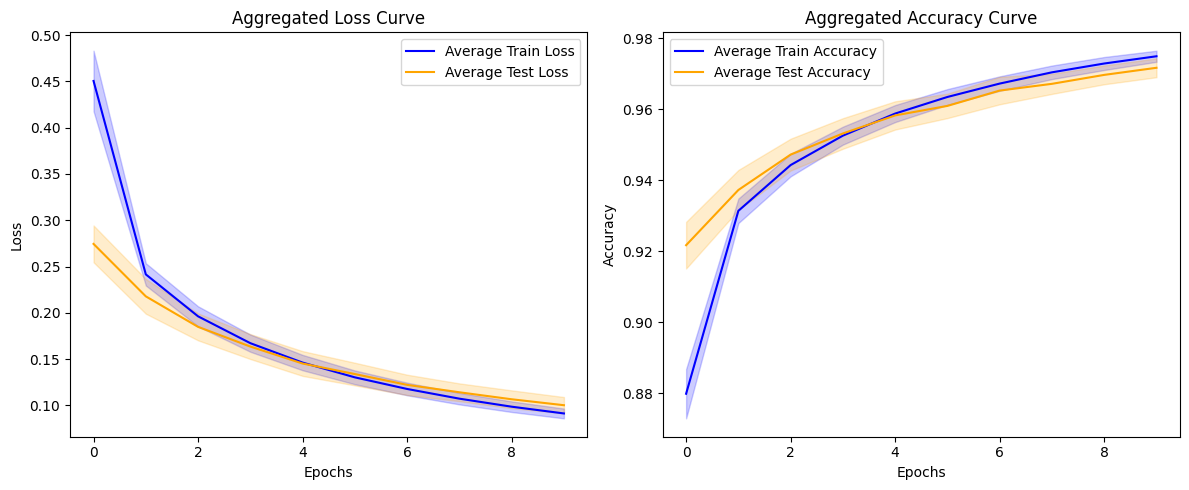 Aggregated Loss Curve
Average Train Loss
Average Test Loss
0.50
0.45
0.40
0.35
0.30
0.25
0.20
0.15
0.10
Loss
0 2 4 6 8
Epochs
Aggregated Accuracy Curve
Average Train Accuracy
Average Test Accuracy
0.98
0.96
0.94
0.92
0.90
0.88
Accuracy
0 2 4 6 8
Epochs